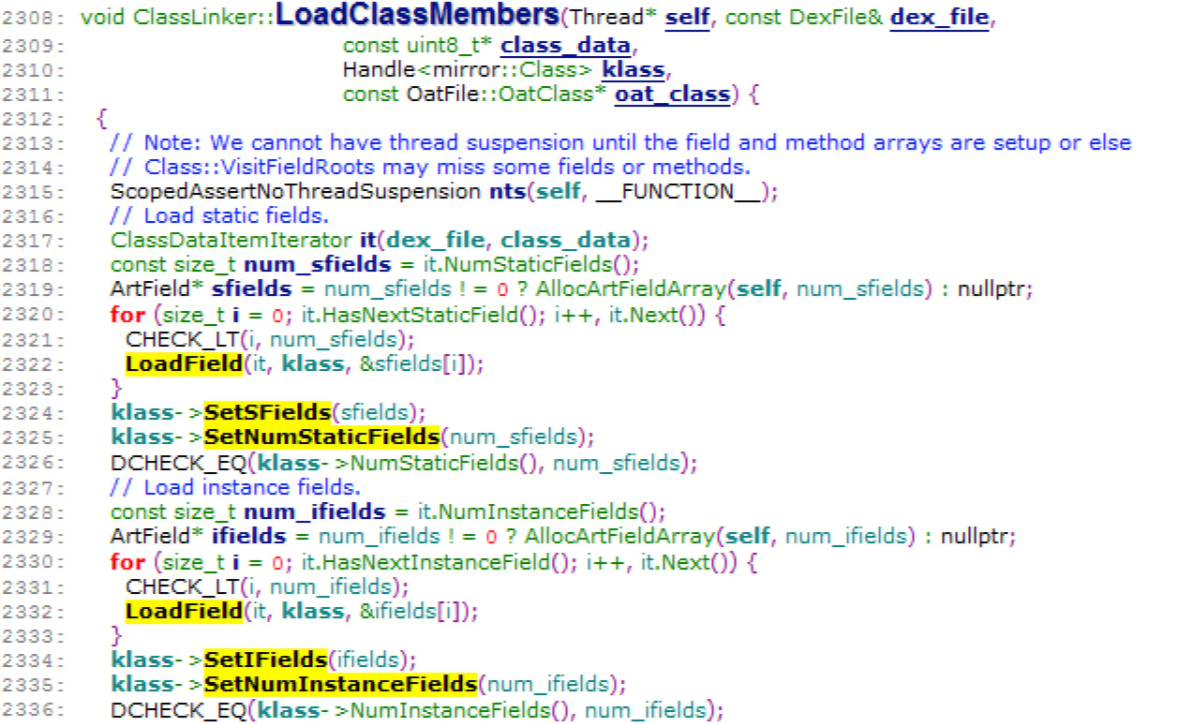 2308: void ClassLinker::LoadClassMembers(Thread* self, const DexFile& dex_file,
2309: const uint8_t* class_data,
2310: Handle<mirror::Class> klass,
2311: const OatFile::OatClass* oat_class) {
2312: {
2313: // Note: We cannot have thread suspension until the field and method arrays are setup or else
2314: // Class::VisitFieldRoots may miss some fields or methods.
2315: ScopedAssertNoThreadSuspension nts(self, __FUNCTION__);
2316: // Load static fields.
2317: ClassDataItemIterator it(dex_file, class_data);
2318: const size_t num_sfields = it.NumStaticFields();
2319: ArtField* sfields = num_sfields != 0 ? AllocArtFieldArray(self, num_sfields) : nullptr;
2320: for (size_t i = 0; it.HasNextStaticField(); i++, it.Next()) {
2321: CHECK_LT(i, num_sfields);
2322: LoadField(it, klass, &sfields[i]);
2323: }
2324: klass->SetSFields(sfields);
2325: klass->SetNumStaticFields(num_sfields);
2326: DCHECK_EQ(klass->NumStaticFields(), num_sfields);
2327: // Load instance fields.
2328: const size_t num_ifields = it.NumInstanceFields();
2329: ArtField* ifields = num_ifields != 0 ? AllocArtFieldArray(self, num_ifields) : nullptr;
2330: for (size_t i = 0; it.HasNextInstanceField(); i++, it.Next()) {
2331: CHECK_LT(i, num_ifields);
2332: LoadField(it, klass, &ifields[i]);
2333: }
2334: klass->SetIFields(ifields);
2335: klass->SetNumInstanceFields(num_ifields);
2336: DCHECK_EQ(klass->NumInstanceFields(), num_ifields);